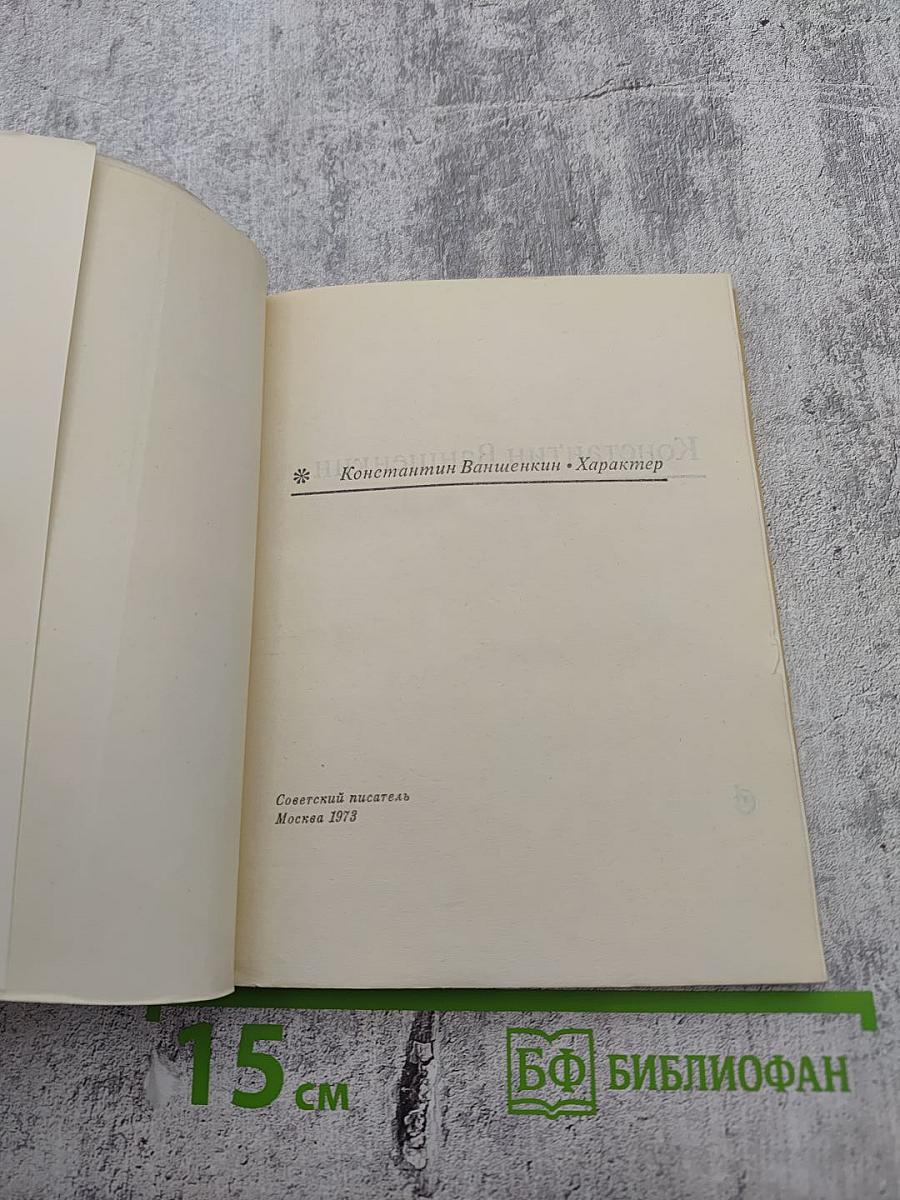 * Константин Ваншенкин • Характер
Советский писатель
Москва 1973
15 см
БФ БИБЛИОФАН